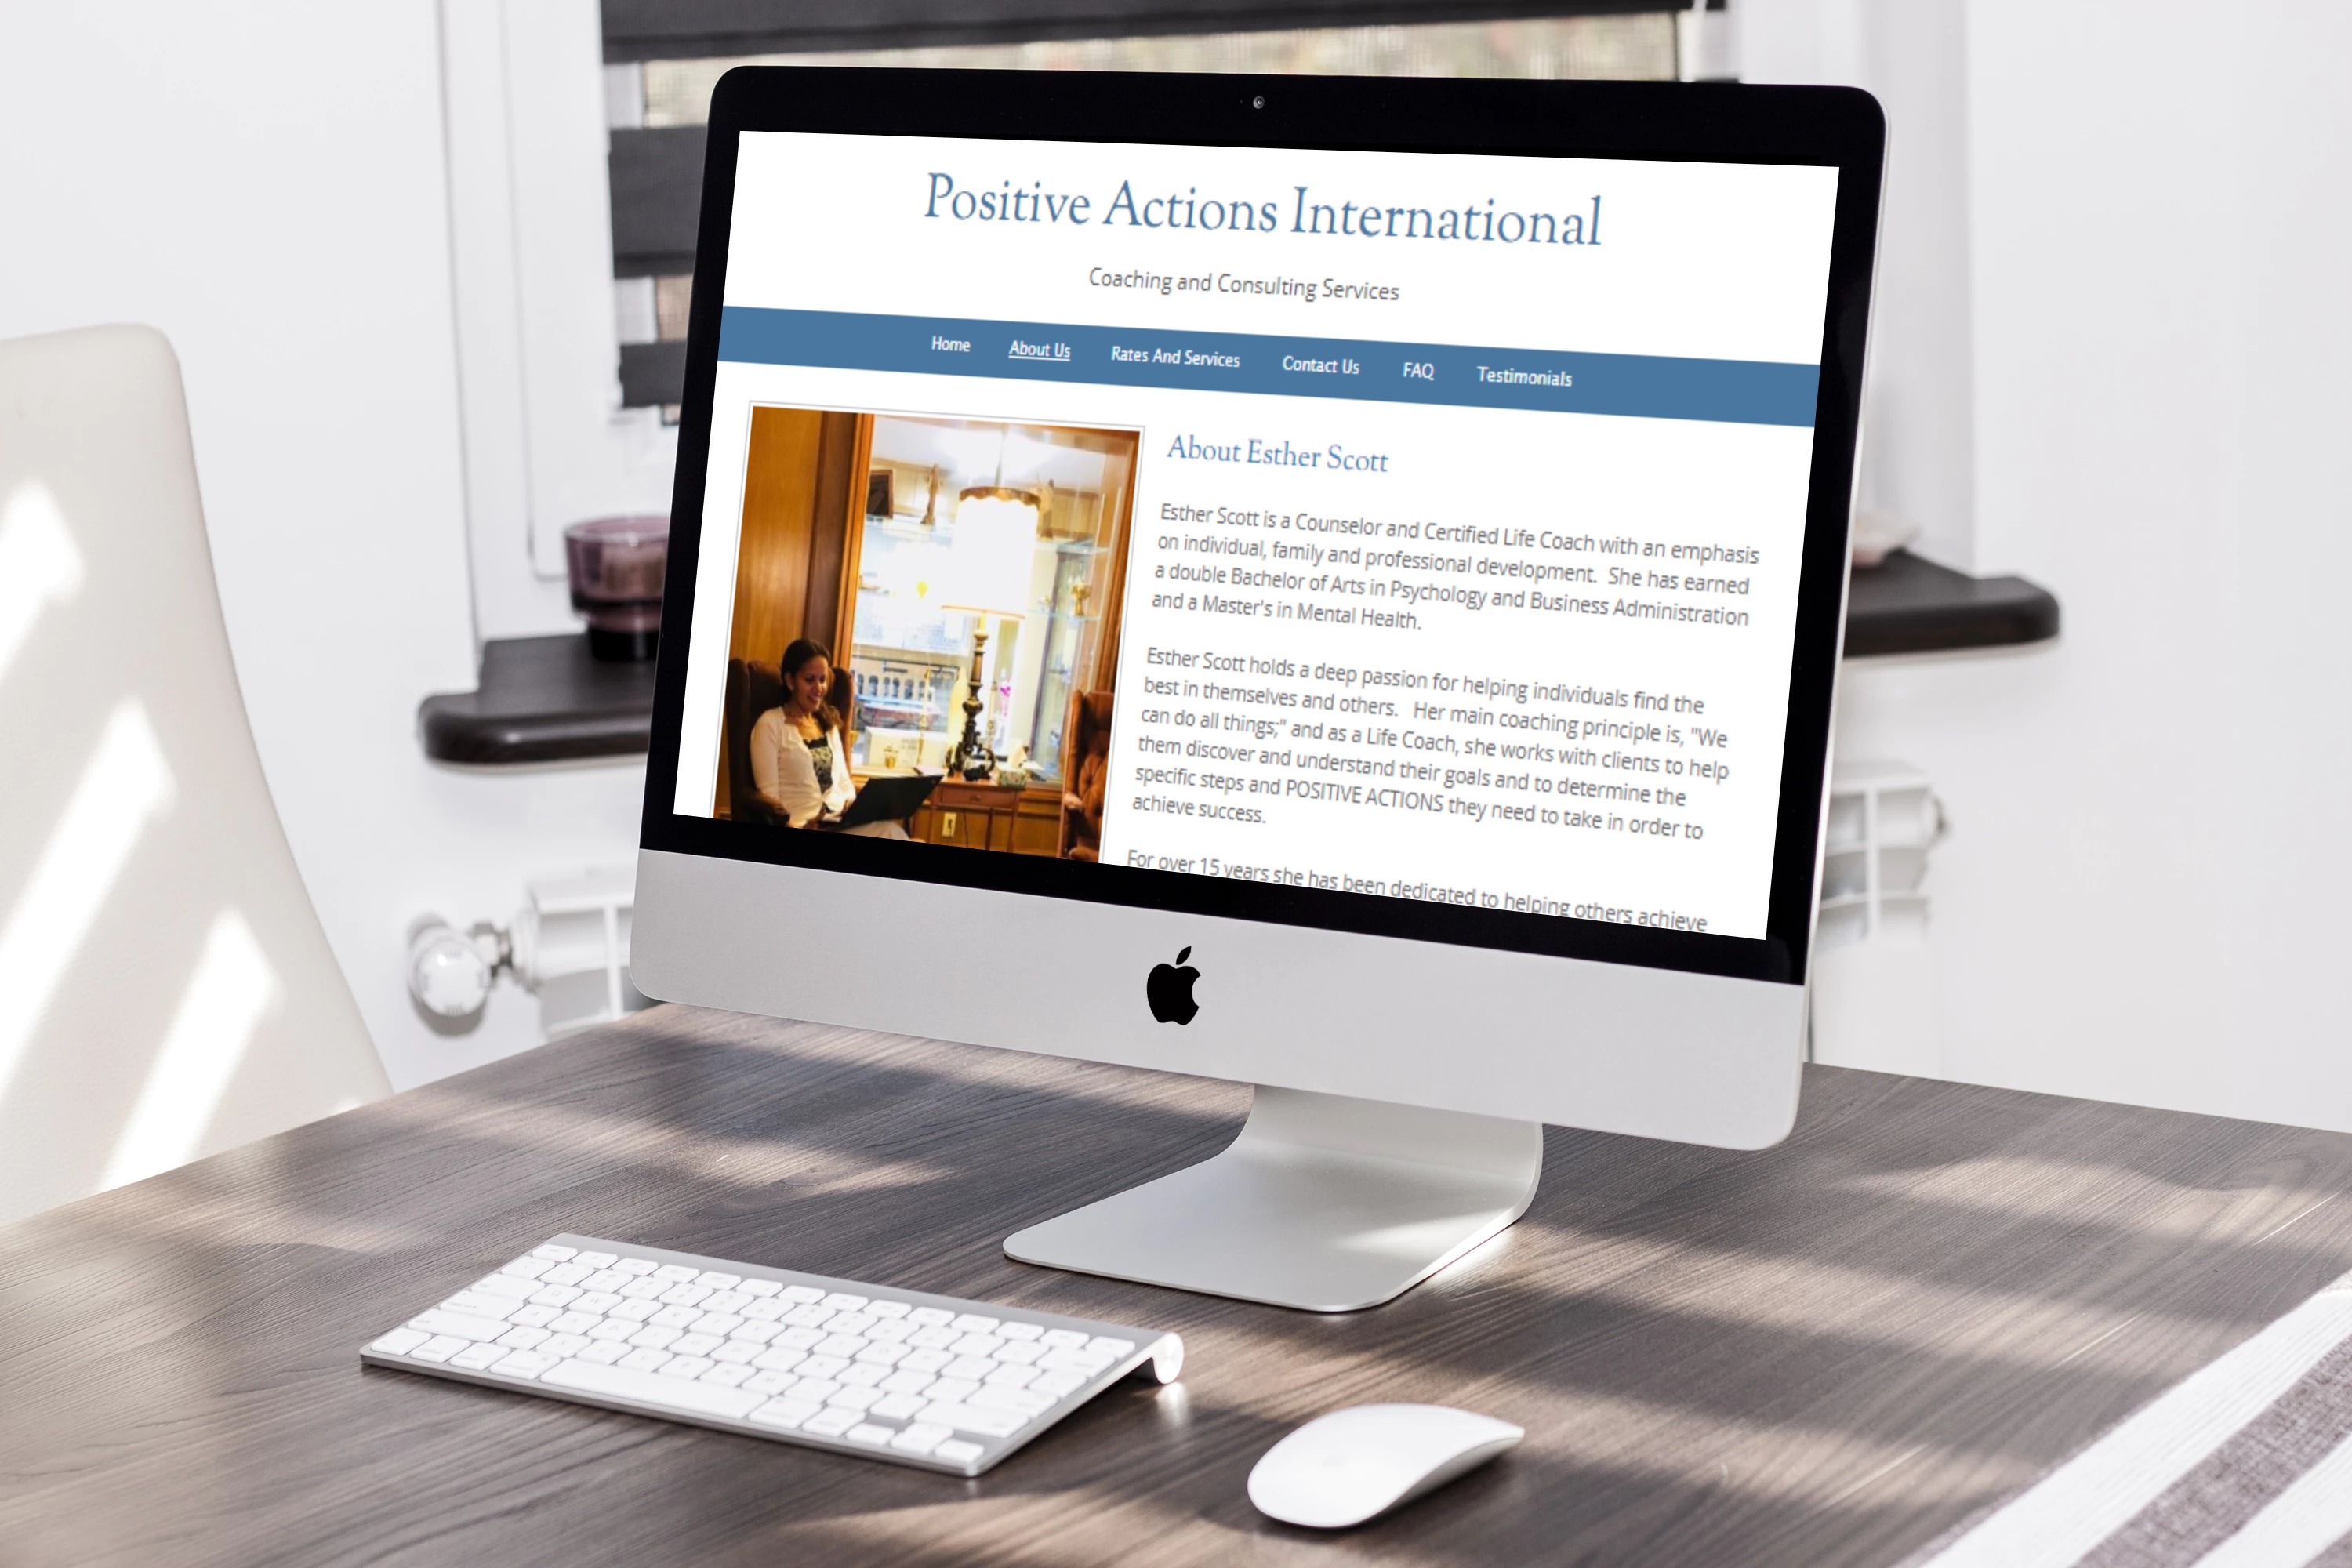 Positive Actions International
Coaching and Consulting Services
Home About Us Rates And Services Contact Us FAQ Testimonials
About Esther Scott
Esther Scott is a Counselor and Certified Life Coach with an emphasis
on individual, family and professional development. She has earned
a double Bachelor of Arts in Psychology and Business Administration
and a Master's in Mental Health.
Esther Scott holds a deep passion for helping individuals find the
best in themselves and others. Her main coaching principle is, "We
can do all things;" and as a Life Coach, she works with clients to help
them discover and understand their goals and to determine the
specific steps and POSITIVE ACTIONS they need to take in order to
achieve success.
For over 15 years she has been dedicated to helping others achieve